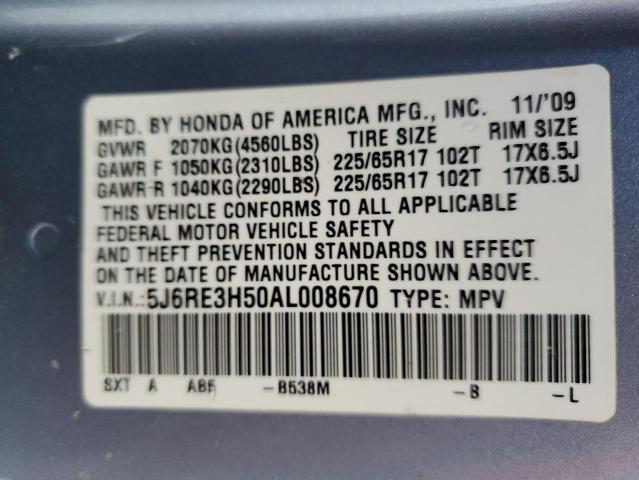 MFD. BY HONDA OF AMERICA MFG., INC. 11/'09
GVWR 2070KG(4560LBS) TIRE SIZE RIM SIZE
GAWR F 1050KG(2310LBS) 225/65R17 102T 17X6.5J
GAWR R 1040KG(2290LBS) 225/65R17 102T 17X6.5J
THIS VEHICLE CONFORMS TO ALL APPLICABLE
FEDERAL MOTOR VEHICLE SAFETY
AND THEFT PREVENTION STANDARDS IN EFFECT
ON THE DATE OF MANUFACTURE SHOWN ABOVE.
V.I.N.: 5J6RE3H50AL008670 TYPE: MPV
SXT A AB5 -B538M -B -L